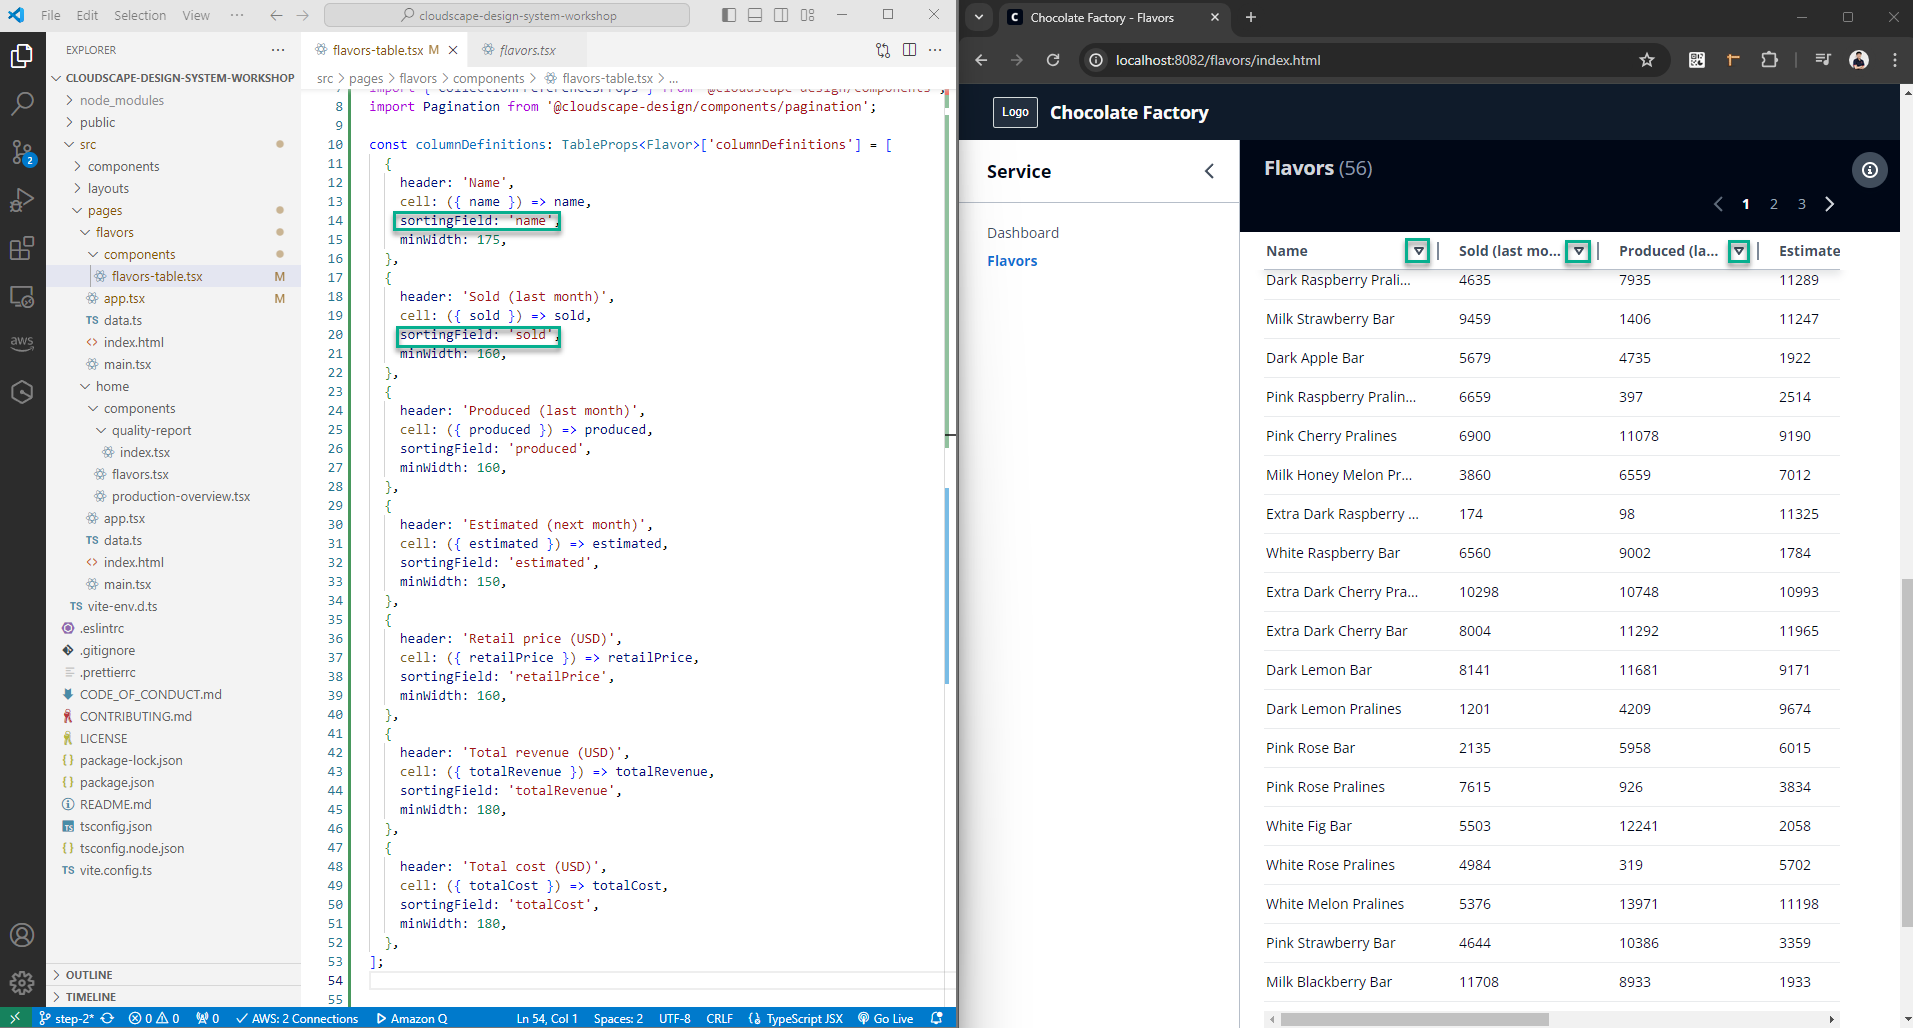 File Edit Selection View ···
cloudscape-design-system-workshop
EXPLORER
CLOUDSCAPE-DESIGN-SYSTEM-WORKSHOP
node_modules
public
src
components
layouts
pages
flavors
components
flavors-table.tsx M
app.tsx M
TS data.ts
<> index.html
main.tsx
home
components
quality-report
index.tsx
flavors.tsx
production-overview.tsx
app.tsx
TS data.ts
<> index.html
main.tsx
TS vite-env.d.ts
.eslintrc
.gitignore
.prettierrc
CODE_OF_CONDUCT.md
CONTRIBUTING.md
LICENSE
{} package-lock.json
{} package.json
README.md
TS tsconfig.json
{} tsconfig.node.json
TS vite.config.ts
OUTLINE
TIMELINE
2
aws
flavors-table.tsx M
flavors.tsx
src > pages > flavors > components > flavors-table.tsx > ...
7 import { CollectionPreferencesProps } from '@cloudscape-design/components';
8 import Pagination from '@cloudscape-design/components/pagination';
9
10 const columnDefinitions: TableProps<Flavor>['columnDefinitions'] = [
11 {
12 header: 'Name',
13 cell: ({ name }) => name,
14 sortingField: 'name',
15 minWidth: 175,
16 },
17 {
18 header: 'Sold (last month)',
19 cell: ({ sold }) => sold,
20 sortingField: 'sold',
21 minWidth: 160,
22 },
23 {
24 header: 'Produced (last month)',
25 cell: ({ produced }) => produced,
26 sortingField: 'produced',
27 minWidth: 160,
28 },
29 {
30 header: 'Estimated (next month)',
31 cell: ({ estimated }) => estimated,
32 sortingField: 'estimated',
33 minWidth: 150,
34 },
35 {
36 header: 'Retail price (USD)',
37 cell: ({ retailPrice }) => retailPrice,
38 sortingField: 'retailPrice',
39 minWidth: 160,
40 },
41 {
42 header: 'Total revenue (USD)',
43 cell: ({ totalRevenue }) => totalRevenue,
44 sortingField: 'totalRevenue',
45 minWidth: 180,
46 },
47 {
48 header: 'Total cost (USD)',
49 cell: ({ totalCost }) => totalCost,
50 sortingField: 'totalCost',
51 minWidth: 180,
52 },
53 ];
54
55
step-2* 0 0 0 AWS: 2 Connections Amazon Q Ln 54, Col 1 Spaces: 2 UTF-8 CRLF {} TypeScript JSX Go Live
C Chocolate Factory - Flavors
localhost:8082/flavors/index.html
Logo Chocolate Factory
Service
Dashboard
Flavors
Flavors (56)
1 2 3
Name Sold (last mo... Produced (la... Estimate
Dark Raspberry Prali... 4635 7935 11289
Milk Strawberry Bar 9459 1406 11247
Dark Apple Bar 5679 4735 1922
Pink Raspberry Pralin... 6659 397 2514
Pink Cherry Pralines 6900 11078 9190
Milk Honey Melon Pr... 3860 6559 7012
Extra Dark Raspberry ... 174 98 11325
White Raspberry Bar 6560 9002 1784
Extra Dark Cherry Pra... 10298 10748 10993
Extra Dark Cherry Bar 8004 11292 11965
Dark Lemon Bar 8141 11681 9171
Dark Lemon Pralines 1201 4209 9674
Pink Rose Bar 2135 5958 6015
Pink Rose Pralines 7615 926 3834
White Fig Bar 5503 12241 2058
White Rose Pralines 4984 319 5702
White Melon Pralines 5376 13971 11198
Pink Strawberry Bar 4644 10386 3359
Milk Blackberry Bar 11708 8933 1933